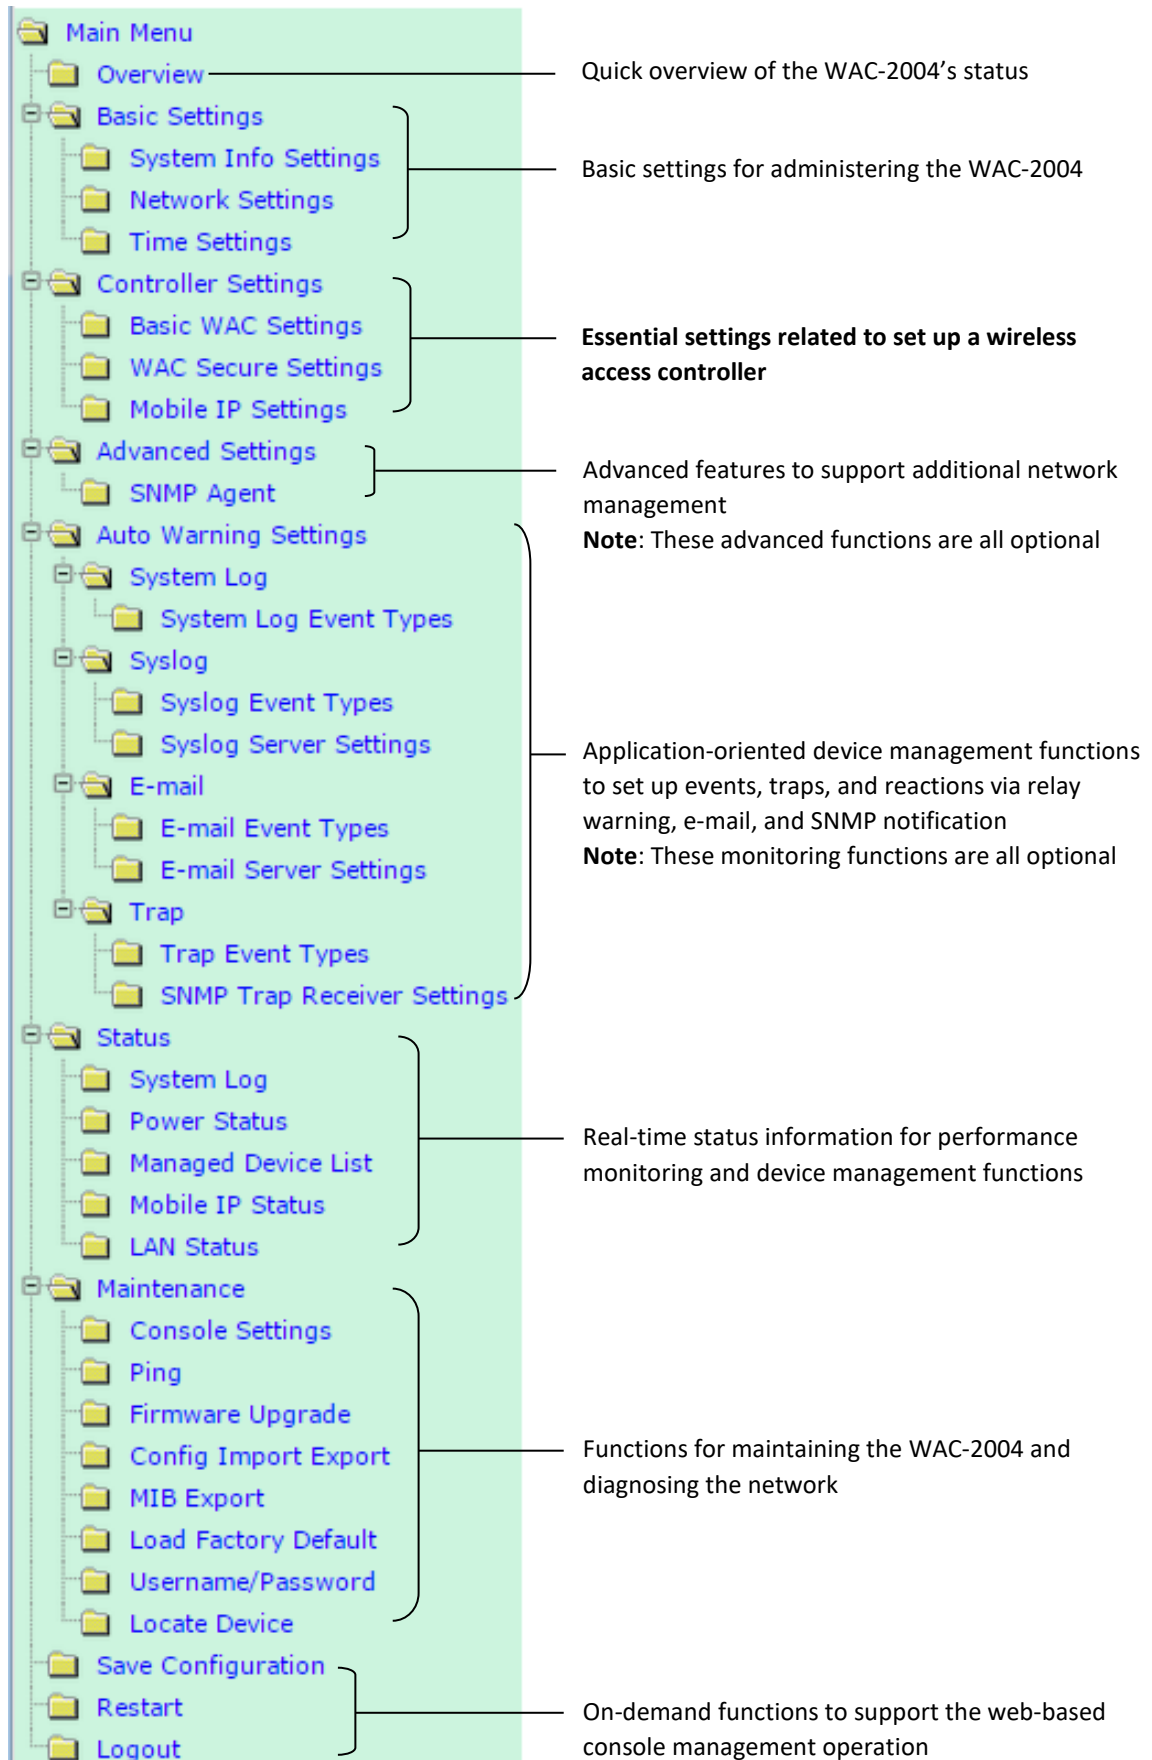 Main Menu
Overview
Quick overview of the WAC-2004’s status
Basic Settings
System Info Settings
Network Settings
Time Settings
Basic settings for administering the WAC-2004
Controller Settings
Basic WAC Settings
WAC Secure Settings
Mobile IP Settings
Essential settings related to set up a wireless
access controller
Advanced Settings
SNMP Agent
Advanced features to support additional network
management
Note: These advanced functions are all optional
Auto Warning Settings
System Log
System Log Event Types
Syslog
Syslog Event Types
Syslog Server Settings
E-mail
E-mail Event Types
E-mail Server Settings
Trap
Trap Event Types
SNMP Trap Receiver Settings
Application-oriented device management functions
to set up events, traps, and reactions via relay
warning, e-mail, and SNMP notification
Note: These monitoring functions are all optional
Status
System Log
Power Status
Managed Device List
Mobile IP Status
LAN Status
Real-time status information for performance
monitoring and device management functions
Maintenance
Console Settings
Ping
Firmware Upgrade
Config Import Export
MIB Export
Load Factory Default
Username/Password
Locate Device
Functions for maintaining the WAC-2004 and
diagnosing the network
Save Configuration
Restart
Logout
On-demand functions to support the web-based
console management operation